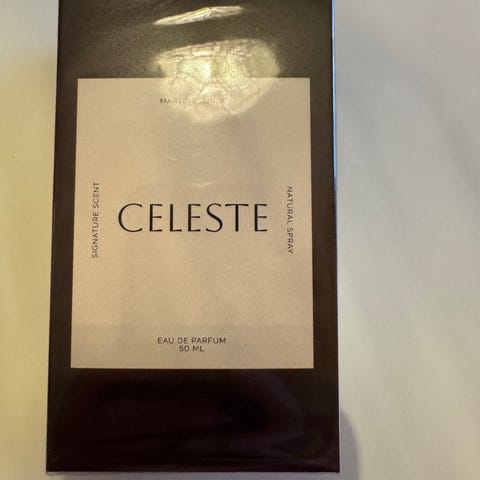 SIGNATURE SCENT
CELESTE
NATURAL SPRAY
EAU DE PARFUM
50 ML